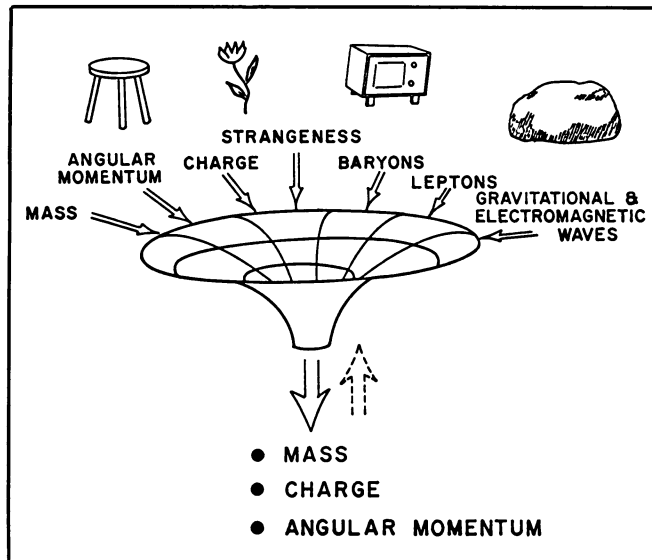 STRANGENESS
ANGULAR
MOMENTUM
CHARGE
BARYONS
LEPTONS
MASS
GRAVITATIONAL &
ELECTROMAGNETIC
WAVES
● MASS
● CHARGE
● ANGULAR MOMENTUM